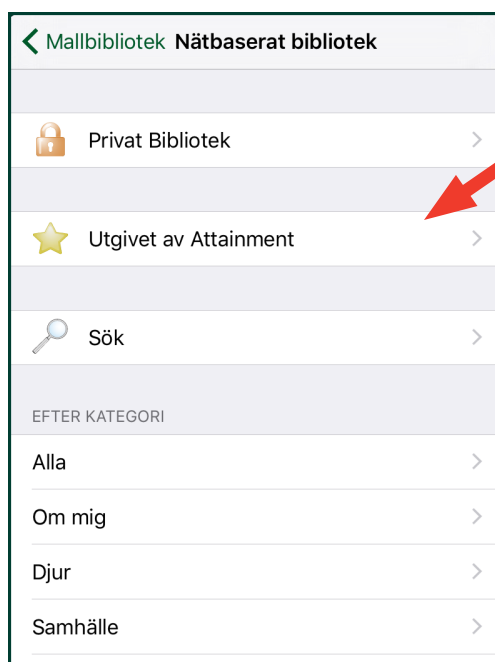 Mallbibliotek Nätbaserat bibliotek
Privat Bibliotek
Utgivet av Attainment
Sök
EFTER KATEGORI
Alla
Om mig
Djur
Samhälle